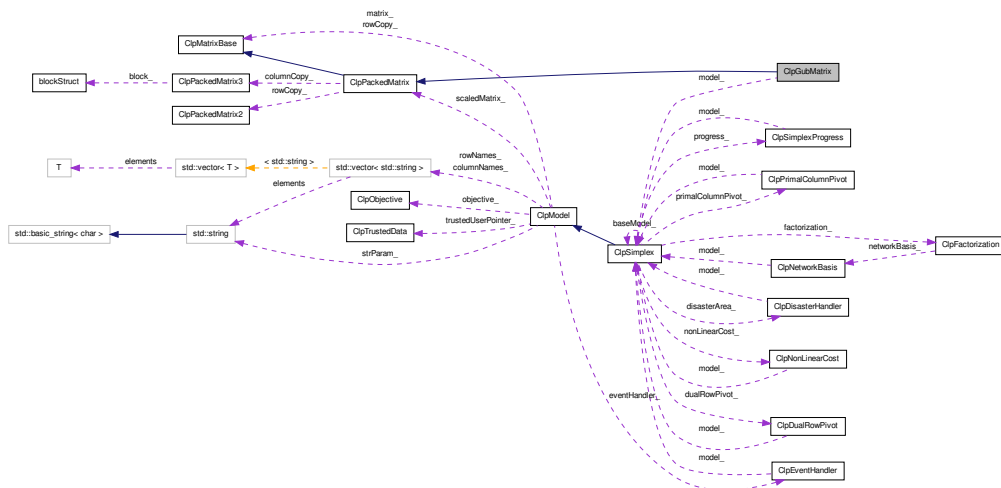 matrix_
rowCopy_
ClpMatrixBase
ClpGubMatrix
blockStruct
block_
ClpPackedMatrix3
columnCopy_
rowCopy_
ClpPackedMatrix
model_
scaledMatrix_
ClpPackedMatrix2
model_
progress_
ClpSimplexProgress
T
elements
std::vector< T >
< std::string >
std::vector< std::string >
rowNames_
columnNames_
model_
ClpPrimalColumnPivot
primalColumnPivot_
elements
ClpObjective
objective_
ClpModel
trustedUserPointer_
ClpTrustedData
baseModel_
factorization_
std::basic_string< char >
std::string
strParam_
ClpSimplex
model_
networkBasis_
ClpFactorization
ClpNetworkBasis
model_
disasterArea_
ClpDisasterHandler
nonLinearCost_
ClpNonLinearCost
model_
eventHandler_
dualRowPivot_
ClpDualRowPivot
model_
model_
ClpEventHandler